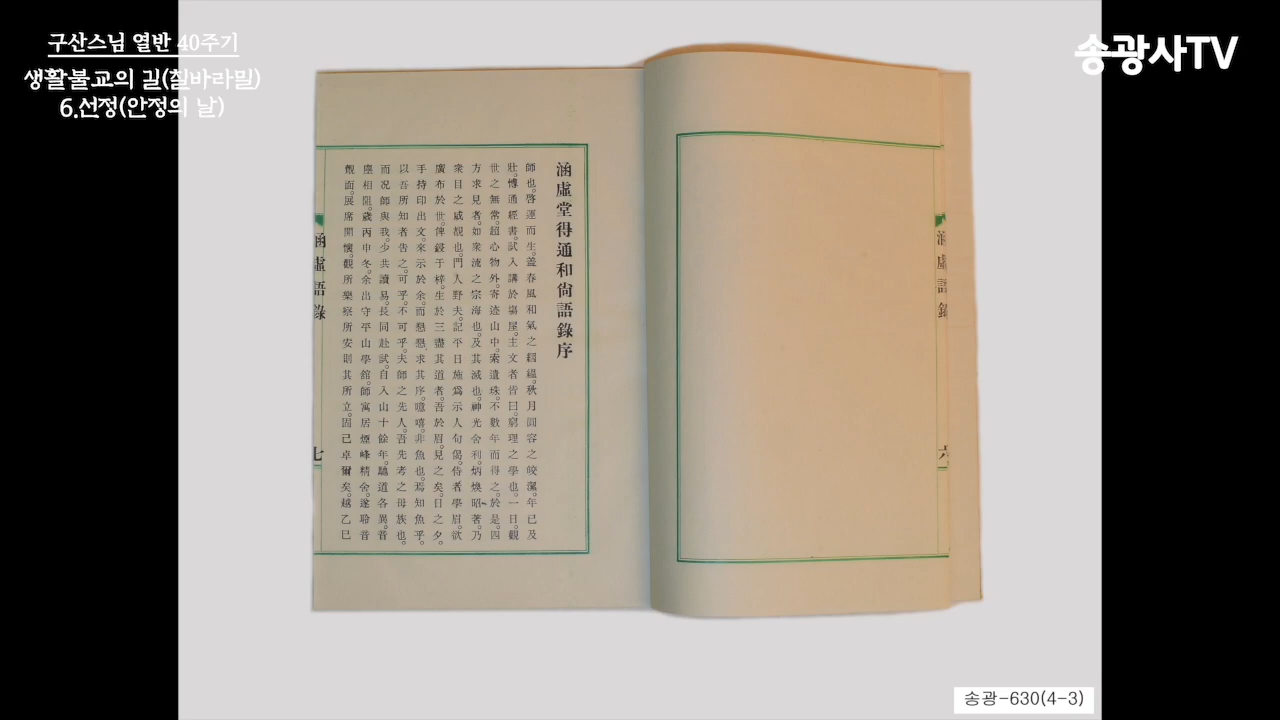 구산스님 열반 40주기
생활불교의 길(칠바라밀)
6.선정(안정의 날)
송광사TV
涵虛語錄
六
涵虛堂得通和尙語錄序
師也。啓運而生。盖春風和氣之絪縕。秋月圓容之皎潔。年已及
壯。博通經書。試入講於塲屋。主文者皆曰。窮理之學也。一日。觀
世之無常。超心物外。寄迹山中。索遺珠。不數年而得之。於是。四
方求見者。如衆流之宗海也。及其滅也。神光舍利。炳煥昭著。乃
衆目之咸覩也。門人野夫。記平日施爲示人句偈。侍者學眉。欲
廣布於世。俾鋟于梓。生於三盡其道者。吾於眉。見之矣。日之夕。
手持印出文。來示於余。而懇懇求其序。噫嘻。非魚也。焉知魚乎。
以吾所知者告之。可乎。不可乎。夫師之先人。吾先考之母族也。
而况師與我。少共讀易。長同赴試。自入山十餘年。馳道各異。音
塵相阻。歲丙申冬。余出守平山學館。師寓居煙峰精舍。遂聆音
覿面。展席開懷。觀所樂察所安則其所立。固已卓爾矣。越乙已
涵虛語錄
七
송광-630(4-3)